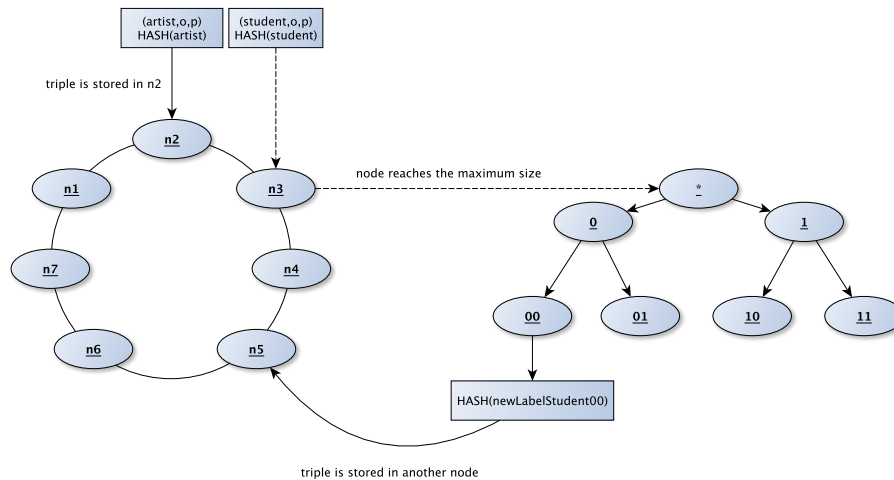 (artist,o,p)
HASH(artist)
(student,o,p)
HASH(student)
triple is stored in n2
n2
n1
n3
node reaches the maximum size
*
0
1
n7
n4
00
01
10
11
n6
n5
HASH(newLabelStudent00)
triple is stored in another node